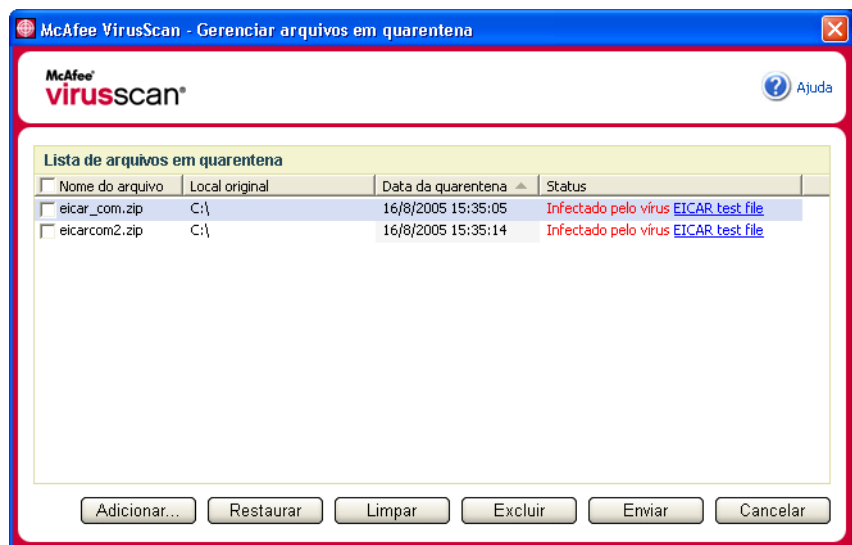 McAfee VirusScan - Gerenciar arquivos em quarentena
McAfee®
virusscan®
Ajuda
Lista de arquivos em quarentena
Nome do arquivo Local original Data da quarentena Status
eicar_com.zip C:\ 16/8/2005 15:35:05 Infectado pelo vírus EICAR test file
eicarcom2.zip C:\ 16/8/2005 15:35:14 Infectado pelo vírus EICAR test file
Adicionar... Restaurar Limpar Excluir Enviar Cancelar